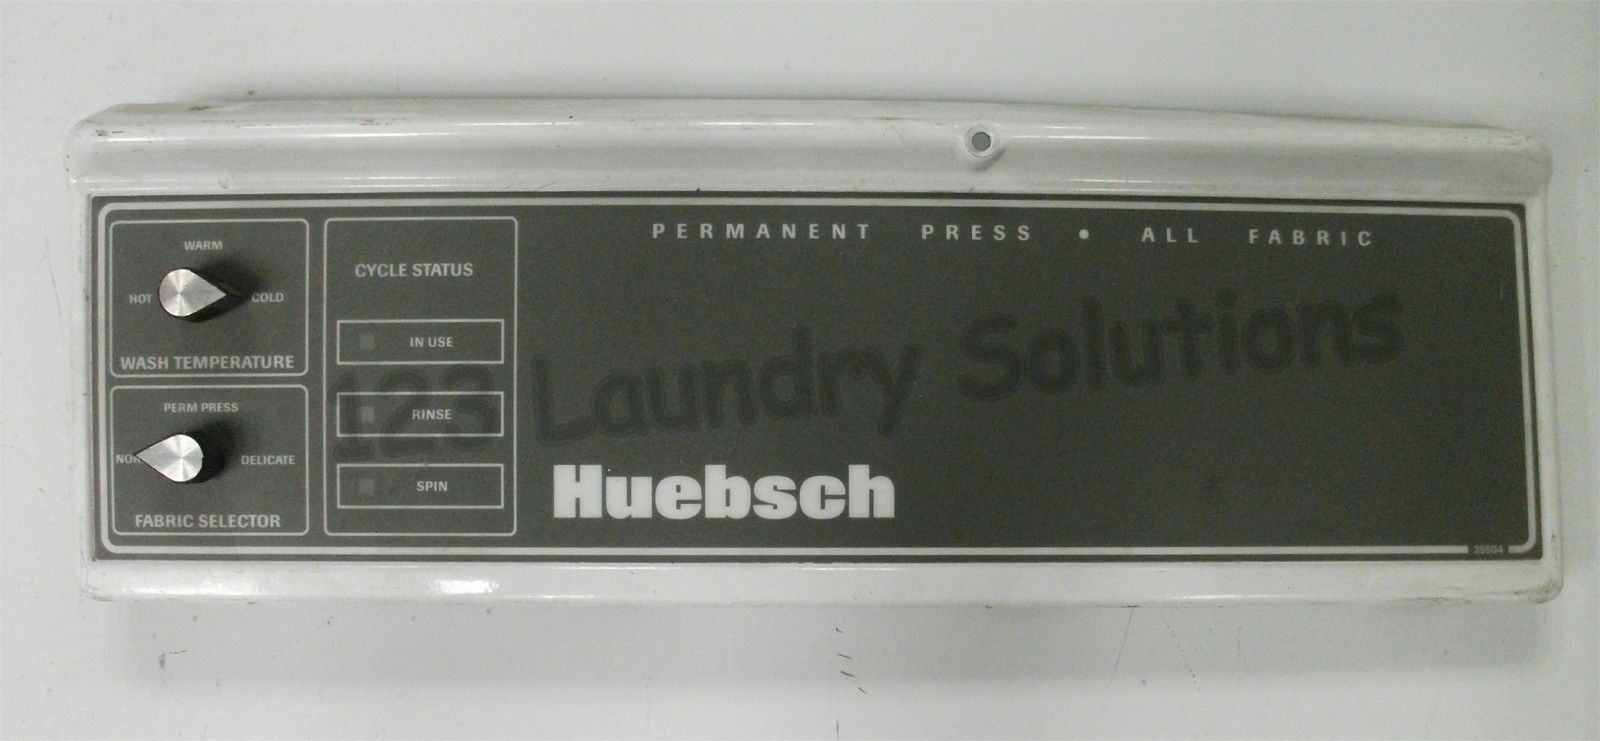 PERMANENT PRESS • ALL FABRIC
WARM
HOT
COLD
WASH TEMPERATURE
PERM PRESS
DELICATE
FABRIC SELECTOR
CYCLE STATUS
IN USE
RINSE
SPIN
123 Laundry Solutions
Huebsch
39504